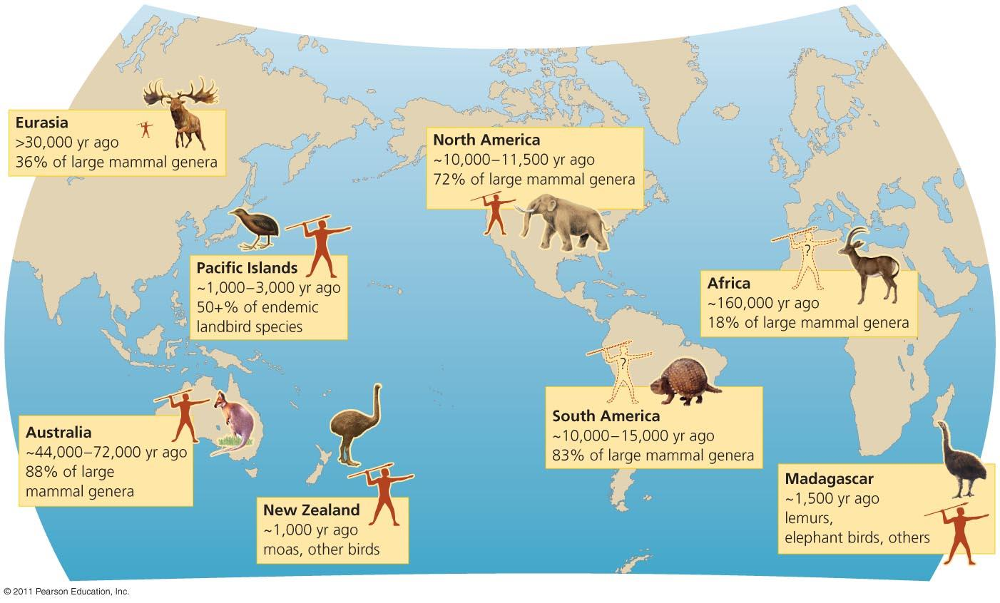 Eurasia
>30,000 yr ago
36% of large mammal genera
North America
~10,000–11,500 yr ago
72% of large mammal genera
Pacific Islands
~1,000–3,000 yr ago
50+% of endemic
landbird species
?
Africa
~160,000 yr ago
18% of large mammal genera
?
South America
~10,000–15,000 yr ago
83% of large mammal genera
Australia
~44,000–72,000 yr ago
88% of large
mammal genera
New Zealand
~1,000 yr ago
moas, other birds
Madagascar
~1,500 yr ago
lemurs,
elephant birds, others
© 2011 Pearson Education, Inc.